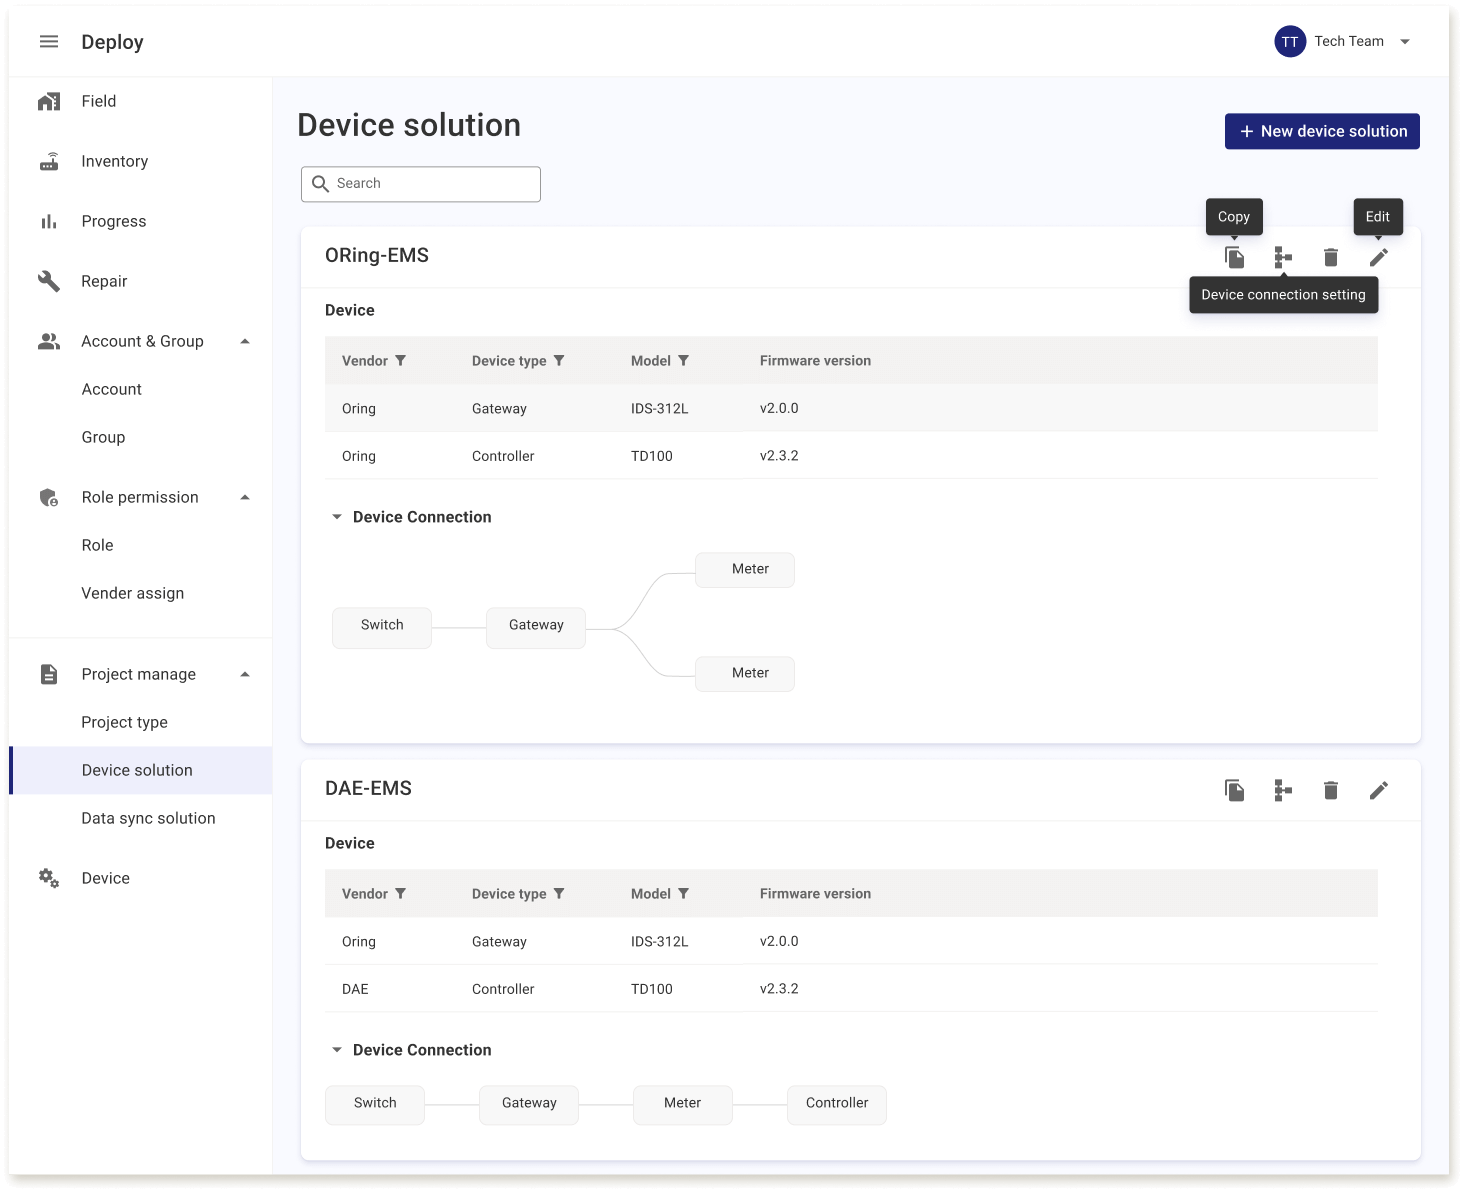 Deploy
TT Tech Team
Field
Inventory
Progress
Repair
Account & Group
Account
Group
Role permission
Role
Vender assign
Project manage
Project type
Device solution
Data sync solution
Device
Device solution
+ New device solution
Search
Copy
Edit
ORing-EMS
Device connection setting
Device
Vendor Device type Model Firmware version
Oring Gateway IDS-312L v2.0.0
Oring Controller TD100 v2.3.2
Device Connection
Meter
Switch Gateway
Meter
DAE-EMS
Device
Vendor Device type Model Firmware version
Oring Gateway IDS-312L v2.0.0
DAE Controller TD100 v2.3.2
Device Connection
Switch Gateway Meter Controller